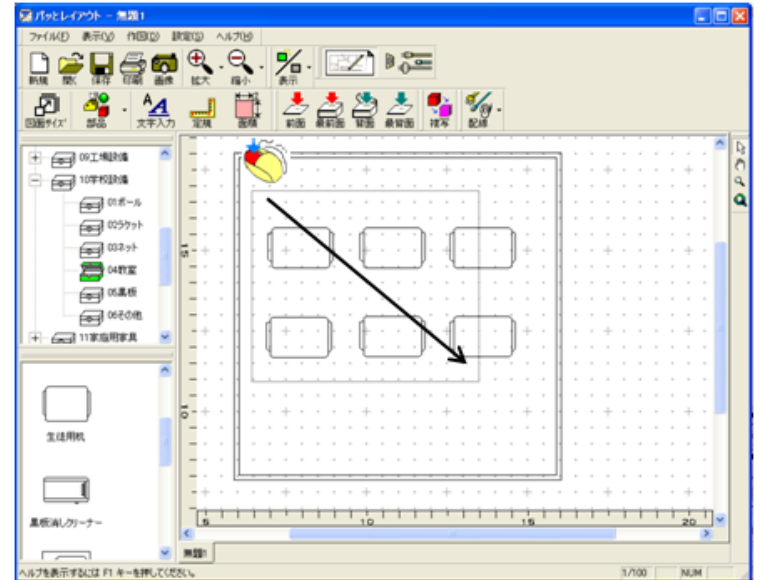 パッとレイアウト - 無題1
ファイル(F) 表示(V) 作図(D) 設定(S) ヘルプ(H)
新規 開く 保存 印刷 画像 拡大 縮小 表示
図面サイズ 部品 文字入力 定規 面積 前面 最前面 背面 最背面 複写 配線
09工場設備
10学校設備
01ボール
02ラケット
03ネット
04教室
05黒板
06その他
11家庭用家具
生徒用机
黒板消しクリーナー
15
10
5 10 15 20
無題1
ヘルプを表示するには F1 キーを押してください。 1/100 NUM